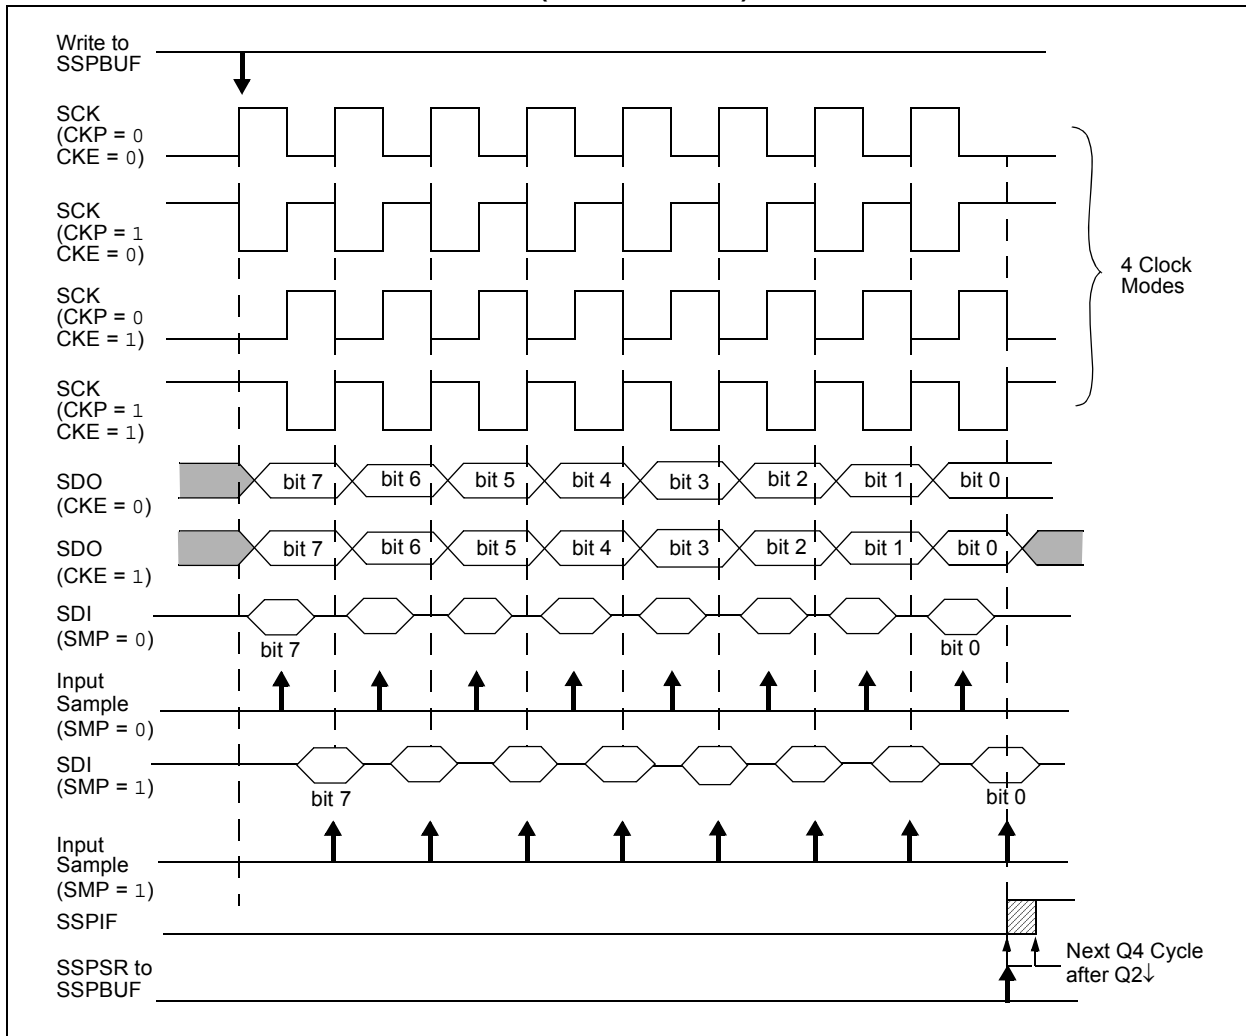 Write to
SSPBUF
SCK
(CKP = 0
CKE = 0)
SCK
(CKP = 1
CKE = 0)
SCK
(CKP = 0
CKE = 1)
SCK
(CKP = 1
CKE = 1)
4 Clock
Modes
SDO
(CKE = 0)
bit 7 bit 6 bit 5 bit 4 bit 3 bit 2 bit 1 bit 0
SDO
(CKE = 1)
bit 7 bit 6 bit 5 bit 4 bit 3 bit 2 bit 1 bit 0
SDI
(SMP = 0)
bit 7 bit 0
Input
Sample
(SMP = 0)
SDI
(SMP = 1)
bit 7 bit 0
Input
Sample
(SMP = 1)
SSPIF
SSPSR to
SSPBUF
Next Q4 Cycle
after Q2↓